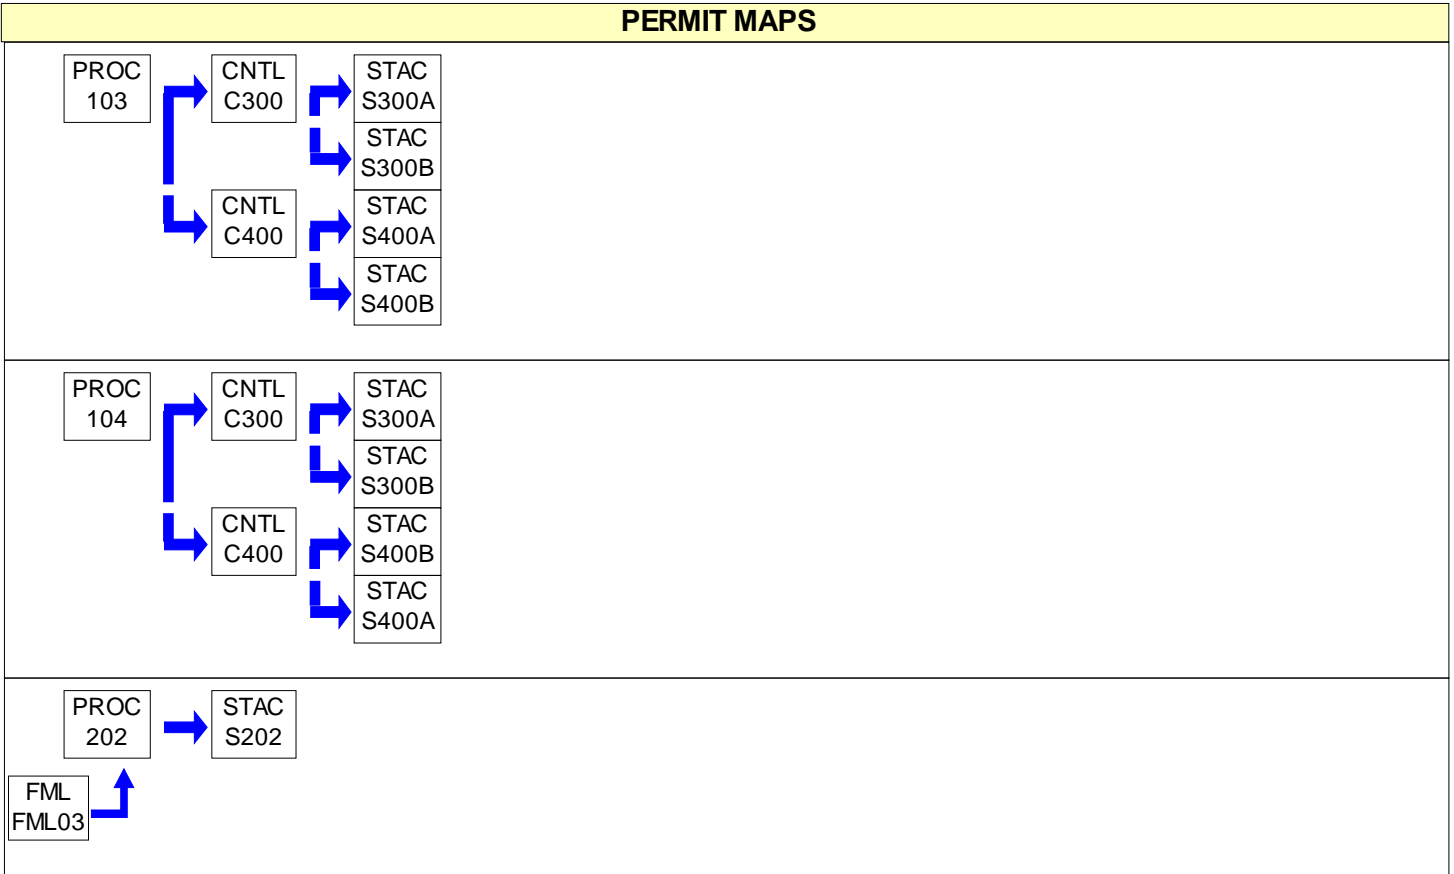 PERMIT MAPS
PROC
103
CNTL
C300
STAC
S300A
STAC
S300B
CNTL
C400
STAC
S400A
STAC
S400B
PROC
104
CNTL
C300
STAC
S300A
STAC
S300B
CNTL
C400
STAC
S400B
STAC
S400A
PROC
202
STAC
S202
FML
FML03